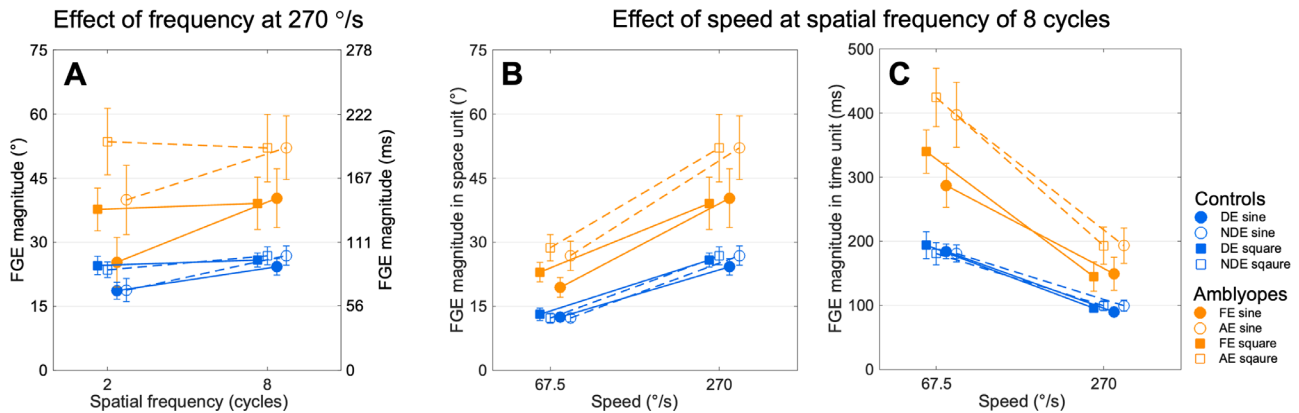 Effect of frequency at 270 °/s
Effect of speed at spatial frequency of 8 cycles
A
FGE magnitude (°)
75
60
45
30
15
0
278
222
167
111
56
0
FGE magnitude (ms)
2
8
Spatial frequency (cycles)
B
FGE magnitude in space unit (°)
75
60
45
30
15
0
67.5
270
Speed (°/s)
C
FGE magnitude in time unit (ms)
500
400
300
200
100
0
67.5
270
Speed (°/s)
Controls
DE sine
NDE sine
DE square
NDE sqaure
Amblyopes
FE sine
AE sine
FE square
AE sqaure